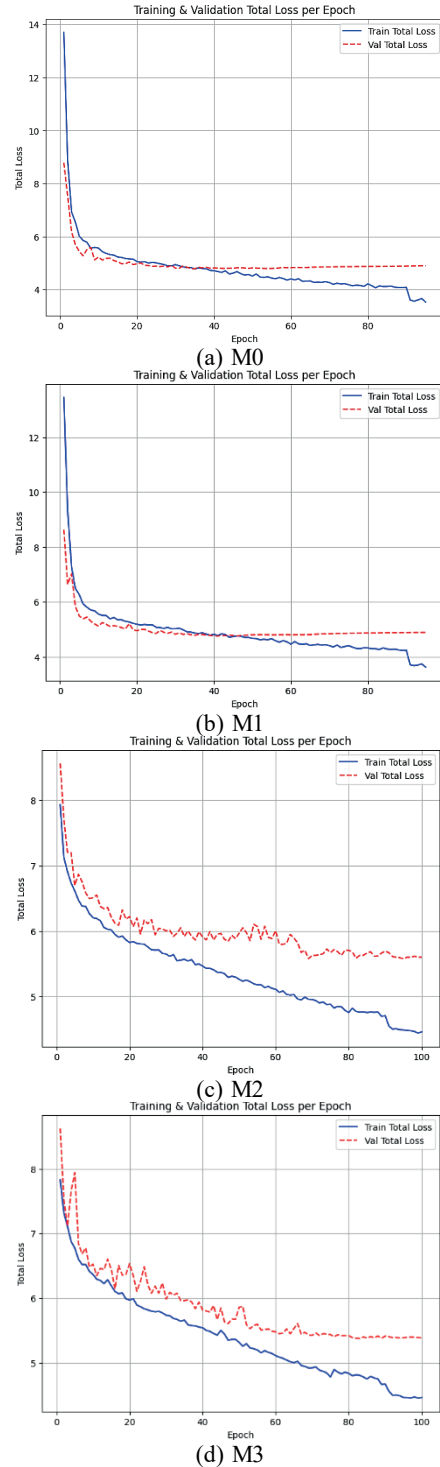 Training & Validation Total Loss per Epoch
Train Total Loss
Val Total Loss
14
12
10
8
6
4
Total Loss
0 20 40 60 80
Epoch
(a) M0
Training & Validation Total Loss per Epoch
Train Total Loss
Val Total Loss
12
10
8
6
4
Total Loss
0 20 40 60 80
Epoch
(b) M1
Training & Validation Total Loss per Epoch
Train Total Loss
Val Total Loss
8
7
6
5
Total Loss
0 20 40 60 80 100
Epoch
(c) M2
Training & Validation Total Loss per Epoch
Train Total Loss
Val Total Loss
8
7
6
5
Total Loss
0 20 40 60 80 100
Epoch
(d) M3